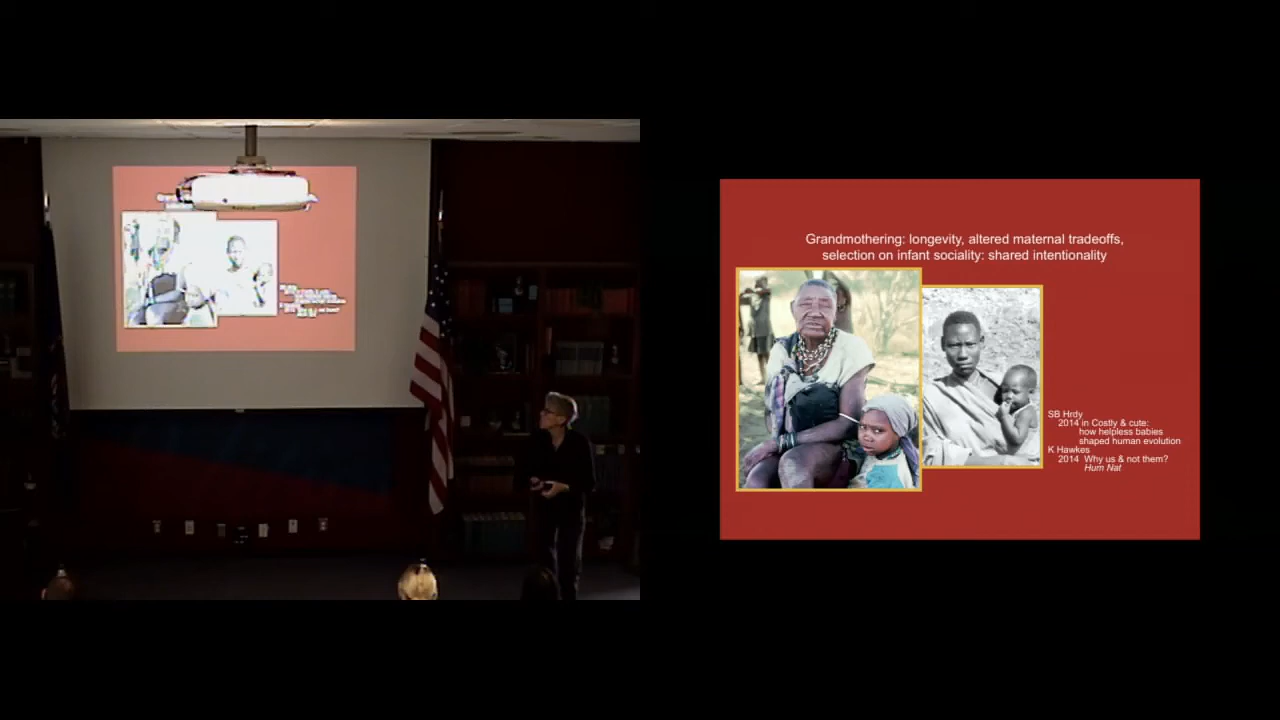 Grandmothering: longevity, altered maternal tradeoffs,
selection on infant sociality: shared intentionality
SB Hrdy
2014 in Costly & cute:
how helpless babies
shaped human evolution
K Hawkes
2014 Why us & not them?
Hum Nat